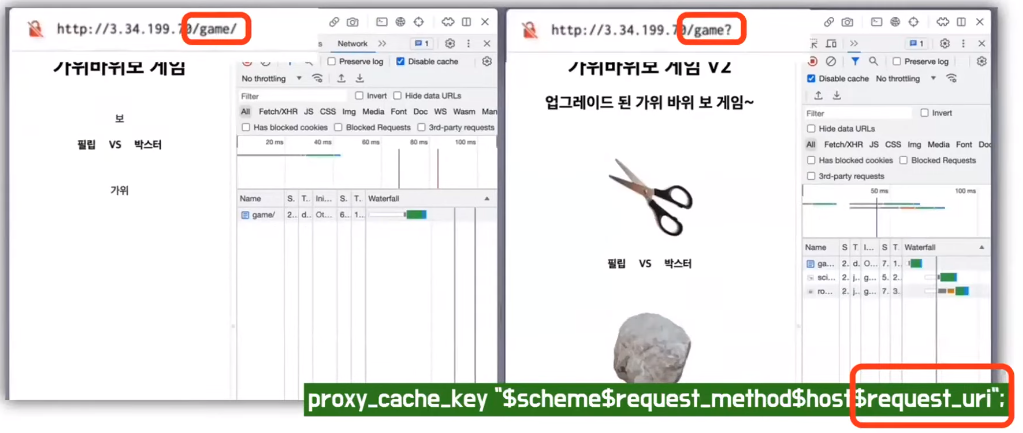 http://3.34.199.70/game/
Network
1
Preserve log
Disable cache
No throttling
Filter
Invert
Hide data URLs
All Fetch/XHR JS CSS Img Media Font Doc WS Wasm Man
Has blocked cookies
Blocked Requests
3rd-party requests
20 ms 40 ms 60 ms 80 ms 100 ms
Name S. T. Ini... S. T. Waterfall
game/ 2.. d.. Ot... 6.. 1...
가위바위보 게임
보
필립 VS 박스터
가위
http://3.34.199.70/game?
1
Preserve log
Disable cache
No throttling
Filter
Invert
Hide data URLs
All Fetch/XHR JS CSS Img Media Font Doc
Has blocked cookies
Blocked Requests
3rd-party requests
50 ms 100 ms
Name S T I... S T Waterfall
ga... 2. d. O... 7. 1.
sci... 2. j.. g... 5. 2.
ro... 2. j.. g... 7. 3.
가위바위보 게임 V2
업그레이드 된 가위 바위 보 게임~
필립 VS 박스터
proxy_cache_key "$scheme$request_method$host$request_uri";